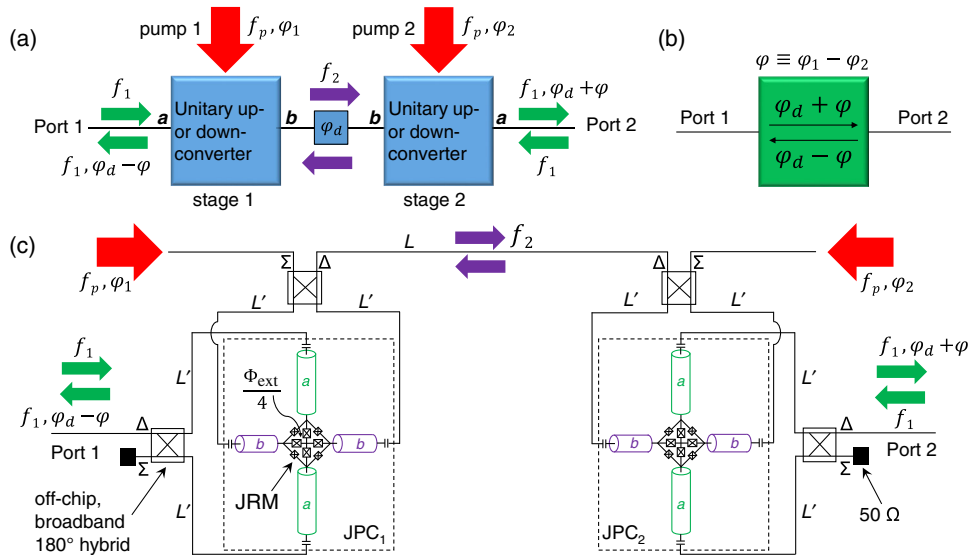 (a)
pump 1
f_p, φ_1
pump 2
f_p, φ_2
f_1
Port 1
f_1, φ_d − φ
a
Unitary up-
or down-
converter
b
stage 1
f_2
φ_d
b
Unitary up-
or down-
converter
a
stage 2
f_1, φ_d + φ
Port 2
f_1
(b)
φ ≡ φ_1 − φ_2
Port 1
φ_d + φ
φ_d − φ
Port 2
(c)
f_p, φ_1
Σ
Δ
L
f_2
Δ
Σ
f_p, φ_2
L′
L′
L′
L′
f_1
f_1, φ_d − φ
L′
Δ
Port 1
Σ
L′
off-chip,
broadband
180° hybrid
Φ_ext
4
a
b
b
a
JRM
JPC_1
a
b
b
a
JPC_2
L′
L′
f_1, φ_d + φ
f_1
Δ
Port 2
Σ
50 Ω